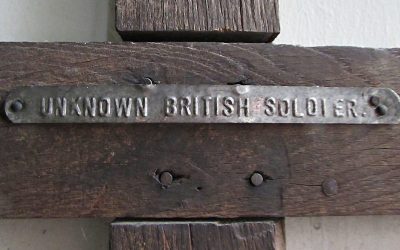 UNKNOWN BRITISH SOLDIER.